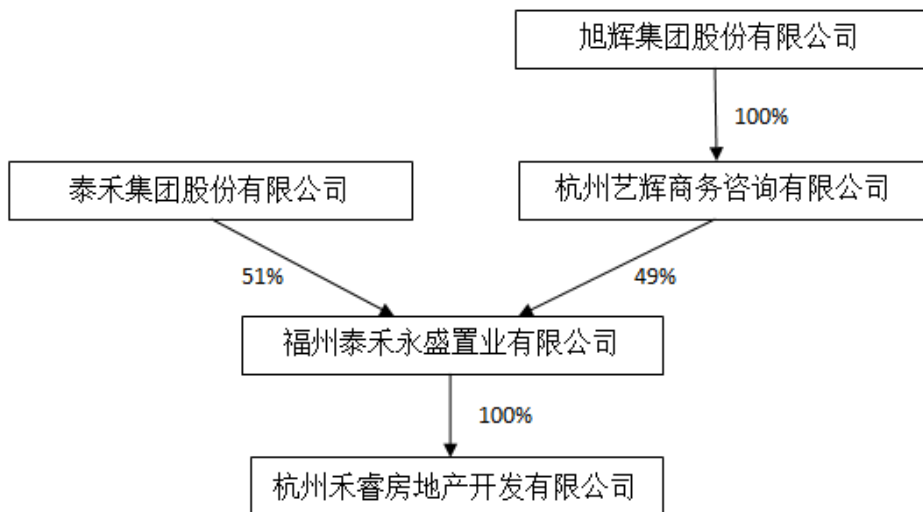 旭辉集团股份有限公司
100%
泰禾集团股份有限公司
杭州艺辉商务咨询有限公司
51%
49%
福州泰禾永盛置业有限公司
100%
杭州禾睿房地产开发有限公司